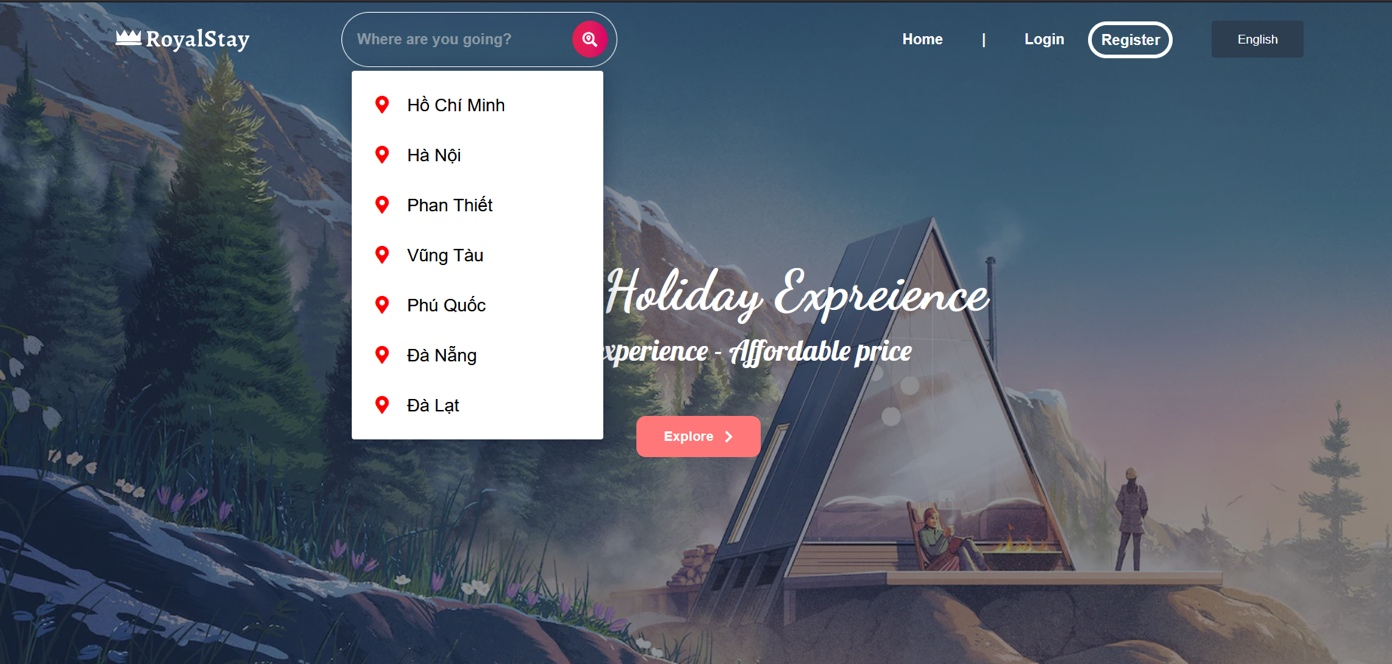 RoyalStay
Where are you going?
Home | Login Register
English
Hồ Chí Minh
Hà Nội
Phan Thiết
Vũng Tàu
Phú Quốc
Đà Nẵng
Đà Lạt
Holiday Expreience
xperience - Affordable price
Explore